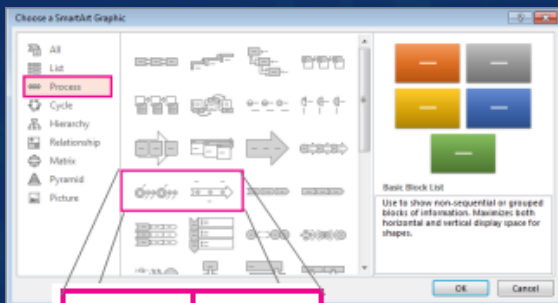 Choose a SmartArt Graphic
All
List
Process
Cycle
Hierarchy
Relationship
Matrix
Pyramid
Picture
Basic Block List
Use to show non-sequential or grouped
blocks of information. Maximizes both
horizontal and vertical display space for
shapes.
OK
Cancel